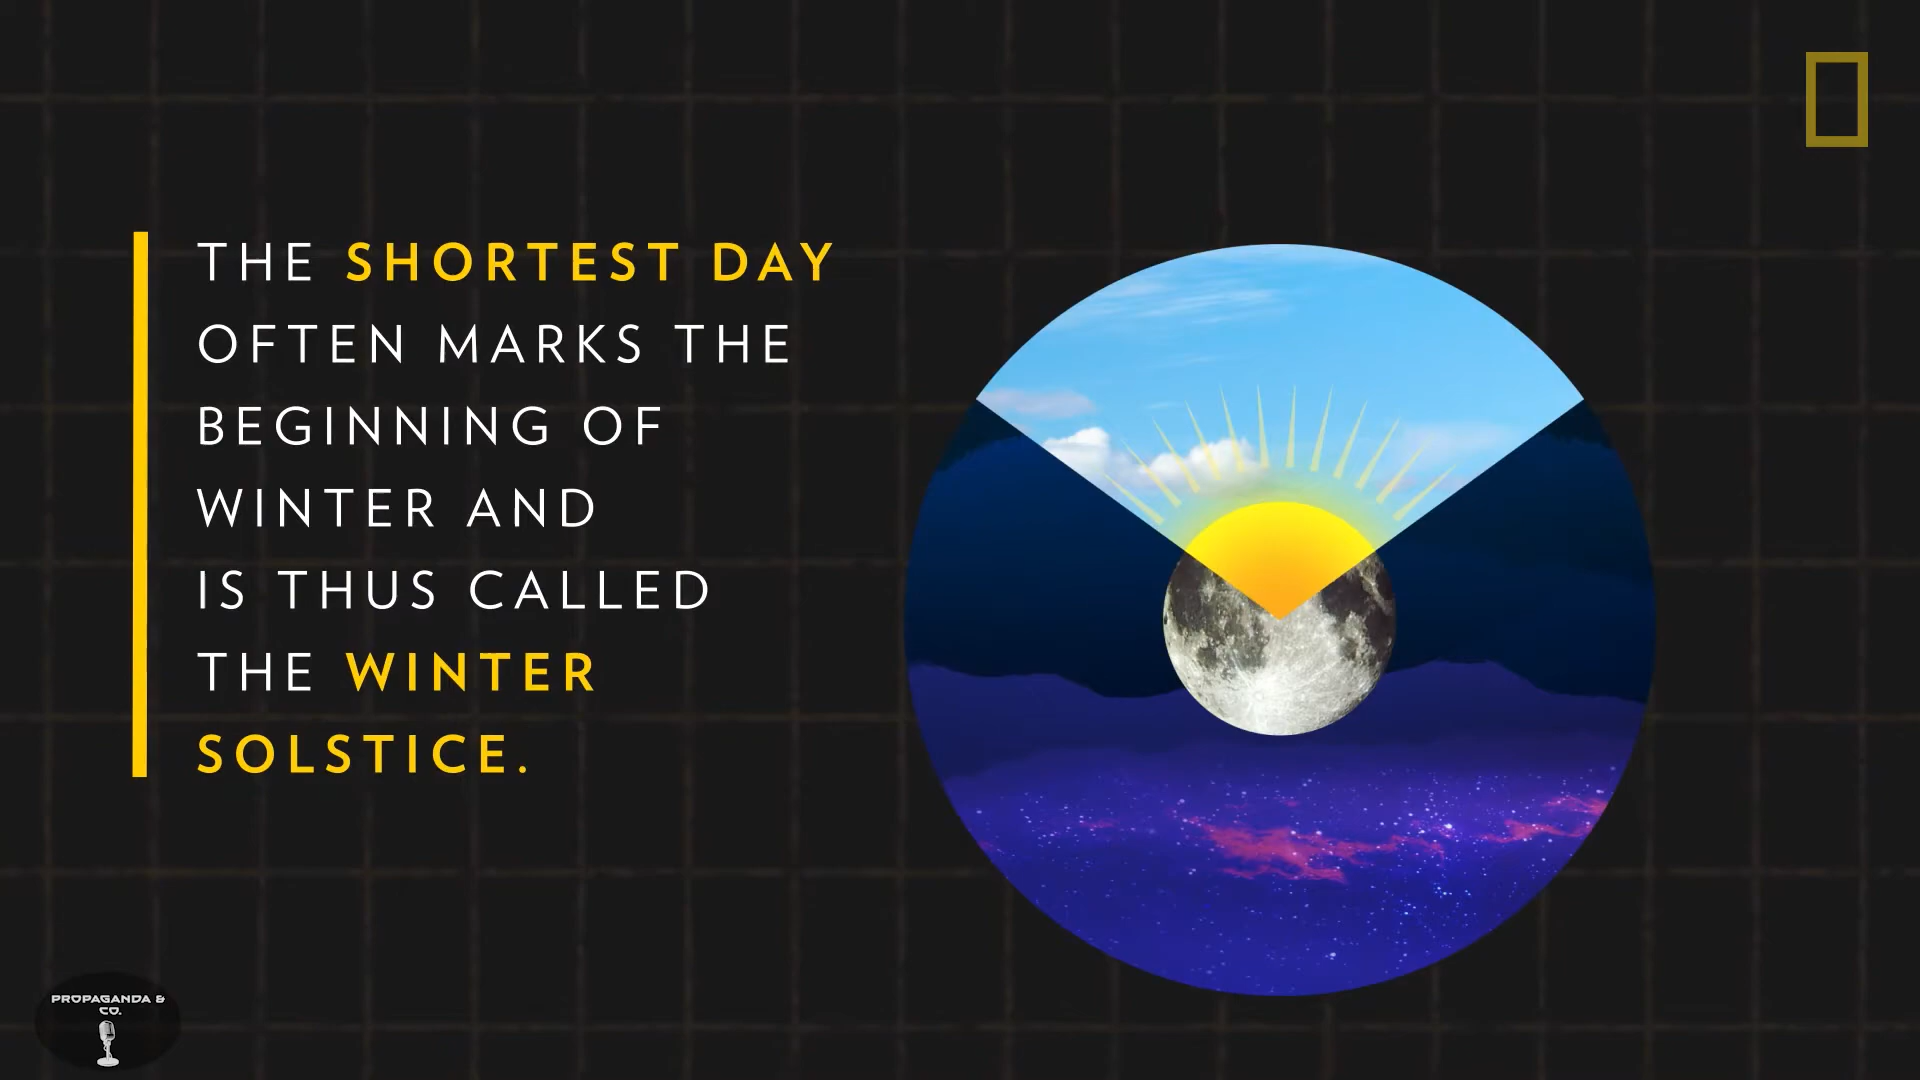 THE SHORTEST DAY
OFTEN MARKS THE
BEGINNING OF
WINTER AND
IS THUS CALLED
THE WINTER
SOLSTICE.
PROPAGANDA &
CO.